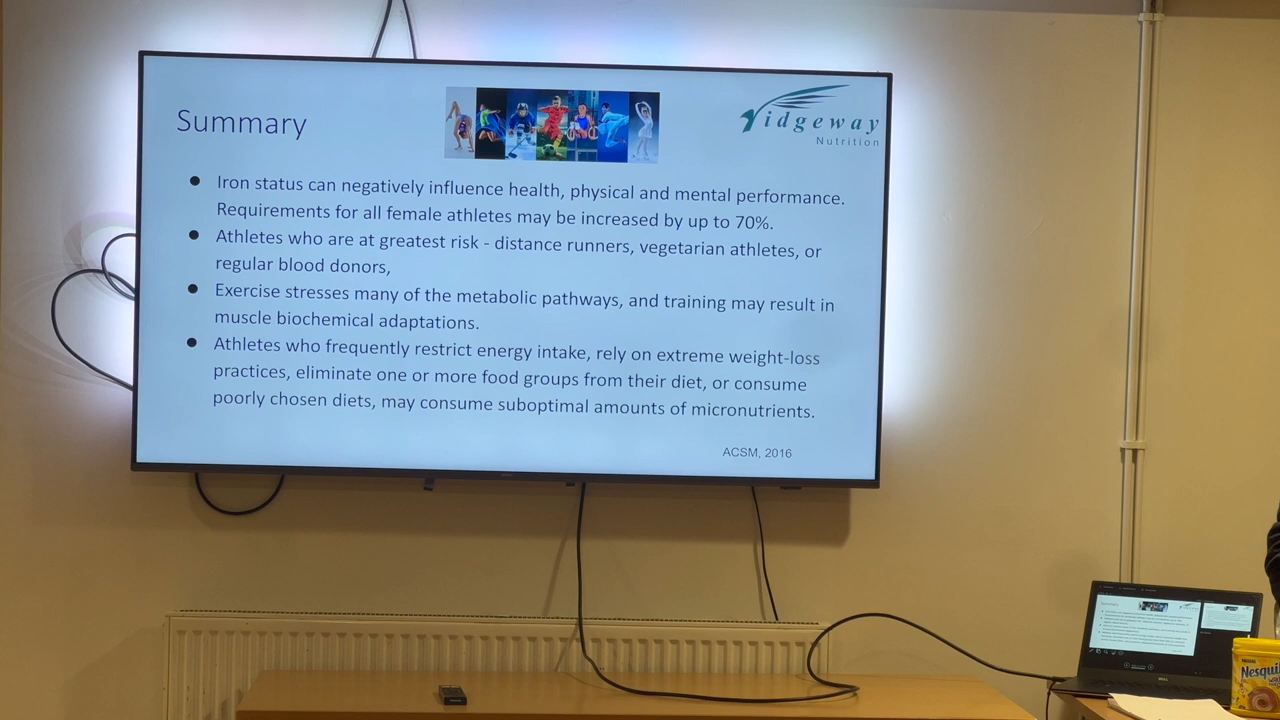 Summary
Ridgeway
Nutrition
● Iron status can negatively influence health, physical and mental performance.
Requirements for all female athletes may be increased by up to 70%.
● Athletes who are at greatest risk - distance runners, vegetarian athletes, or
regular blood donors,
● Exercise stresses many of the metabolic pathways, and training may result in
muscle biochemical adaptations.
● Athletes who frequently restrict energy intake, rely on extreme weight-loss
practices, eliminate one or more food groups from their diet, or consume
poorly chosen diets, may consume suboptimal amounts of micronutrients.
ACSM, 2016
Summary
DELL
Nesqui